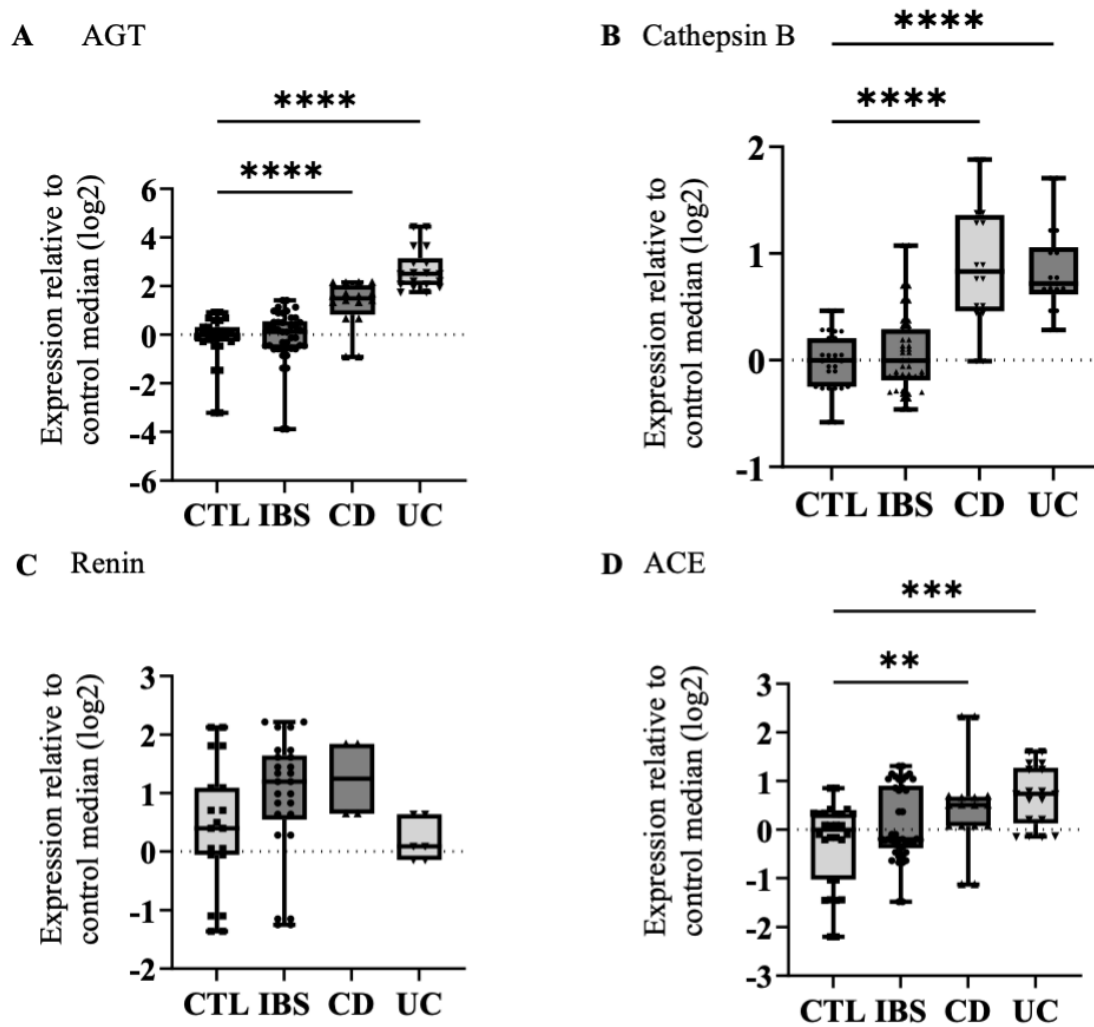 A AGT
****
****
Expression relative to
control median (log2)
6
4
2
0
-2
-4
-6
CTL IBS CD UC
B Cathepsin B
****
****
Expression relative to
control median (log2)
2
1
0
-1
CTL IBS CD UC
C Renin
Expression relative to
control median (log2)
3
2
1
0
-1
-2
CTL IBS CD UC
D ACE
***
**
Expression relative to
control median (log2)
3
2
1
0
-1
-2
-3
CTL IBS CD UC